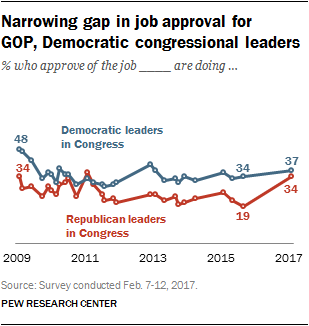 Narrowing gap in job approval for
GOP, Democratic congressional leaders
% who approve of the job ____ are doing ...
48
Democratic leaders
in Congress
34
34
37
34
19
Republican leaders
in Congress
2009 2011 2013 2015 2017
Source: Survey conducted Feb. 7-12, 2017.
PEW RESEARCH CENTER